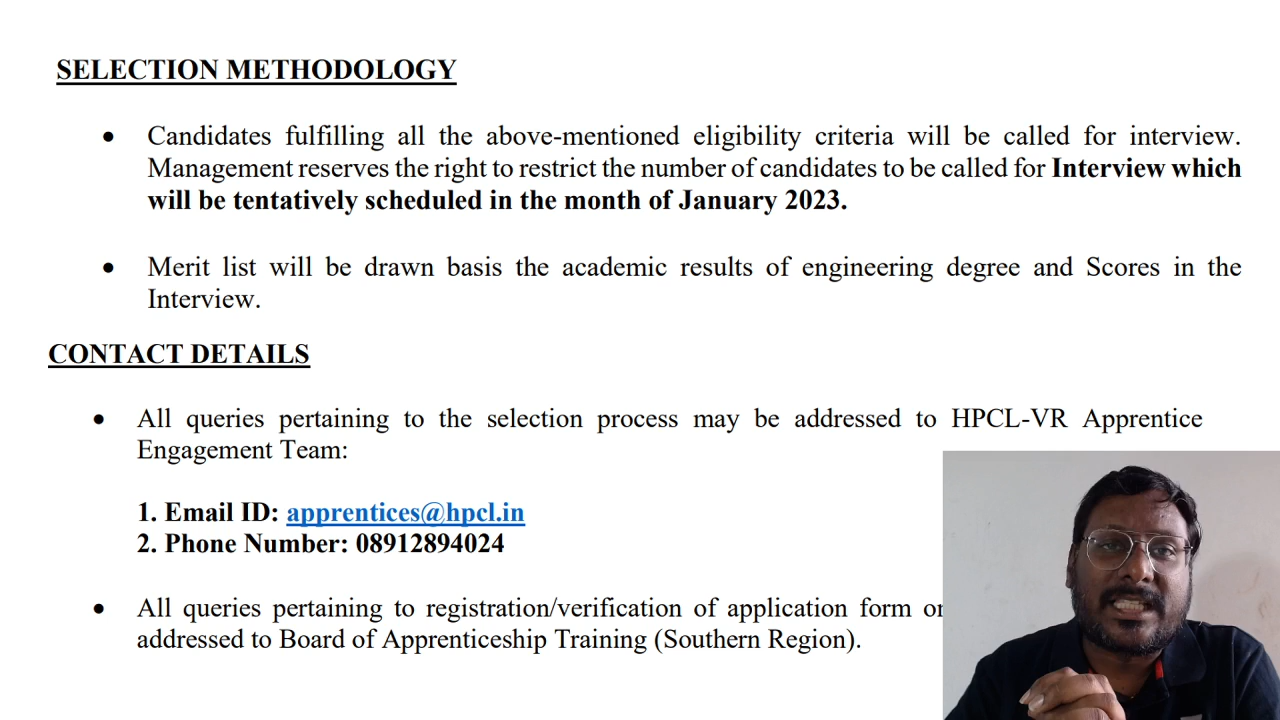 SELECTION METHODOLOGY
• Candidates fulfilling all the above-mentioned eligibility criteria will be called for interview.
Management reserves the right to restrict the number of candidates to be called for Interview which
will be tentatively scheduled in the month of January 2023.
• Merit list will be drawn basis the academic results of engineering degree and Scores in the
Interview.
CONTACT DETAILS
• All queries pertaining to the selection process may be addressed to HPCL-VR Apprentice
Engagement Team:
1. Email ID: apprentices@hpcl.in
2. Phone Number: 08912894024
• All queries pertaining to registration/verification of application form
addressed to Board of Apprenticeship Training (Southern Region).